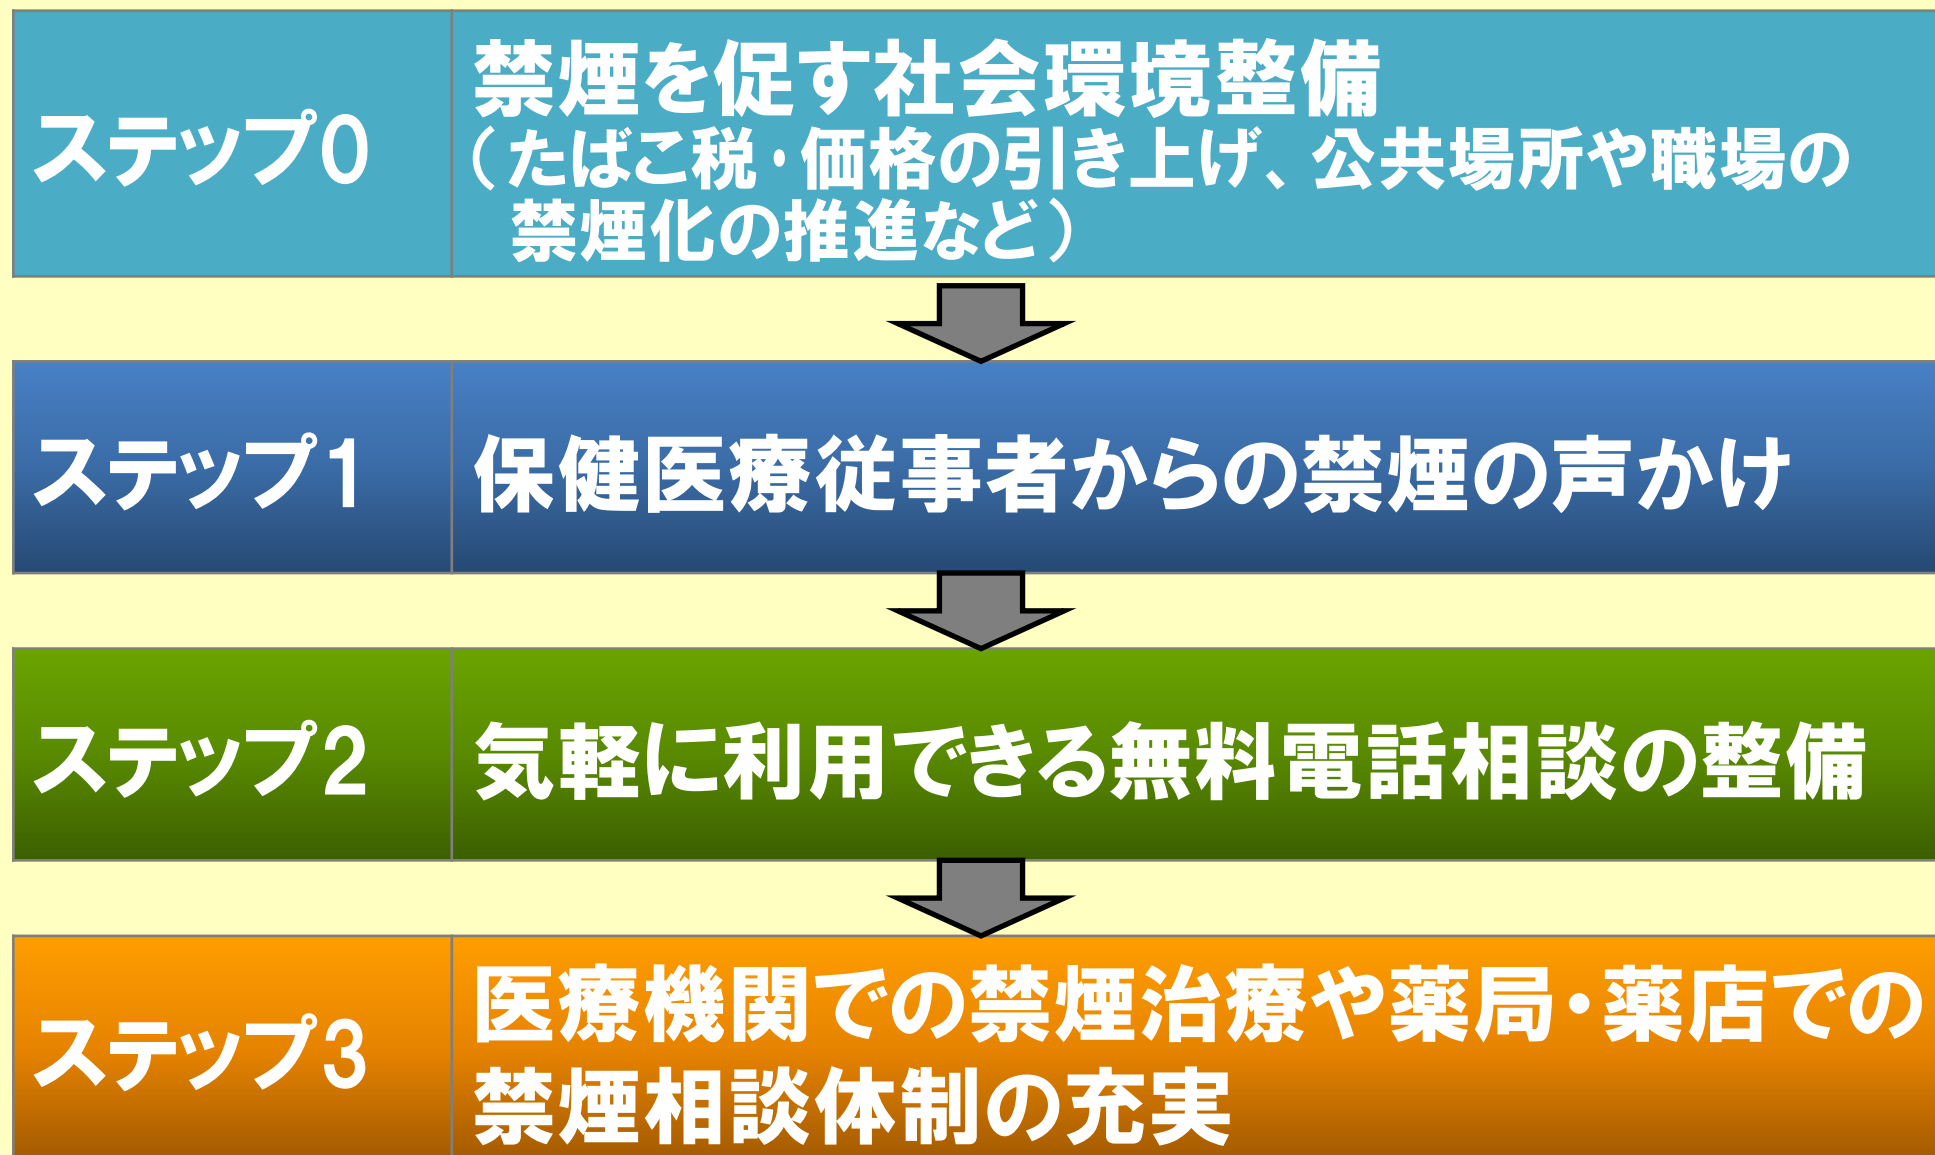 ステップ0
禁煙を促す社会環境整備
（たばこ税・価格の引き上げ、公共場所や職場の
禁煙化の推進など）
ステップ1
保健医療従事者からの禁煙の声かけ
ステップ2
気軽に利用できる無料電話相談の整備
ステップ3
医療機関での禁煙治療や薬局・薬店での
禁煙相談体制の充実